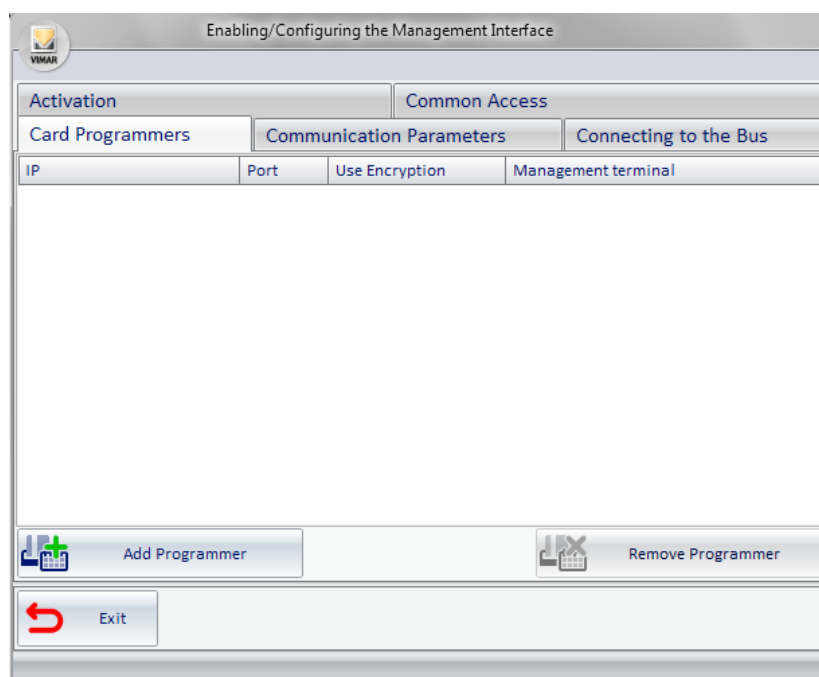 Enabling/Configuring the Management Interface
VIMAR
Activation Common Access
Card Programmers Communication Parameters Connecting to the Bus
IP Port Use Encryption Management terminal
Add Programmer Remove Programmer
Exit